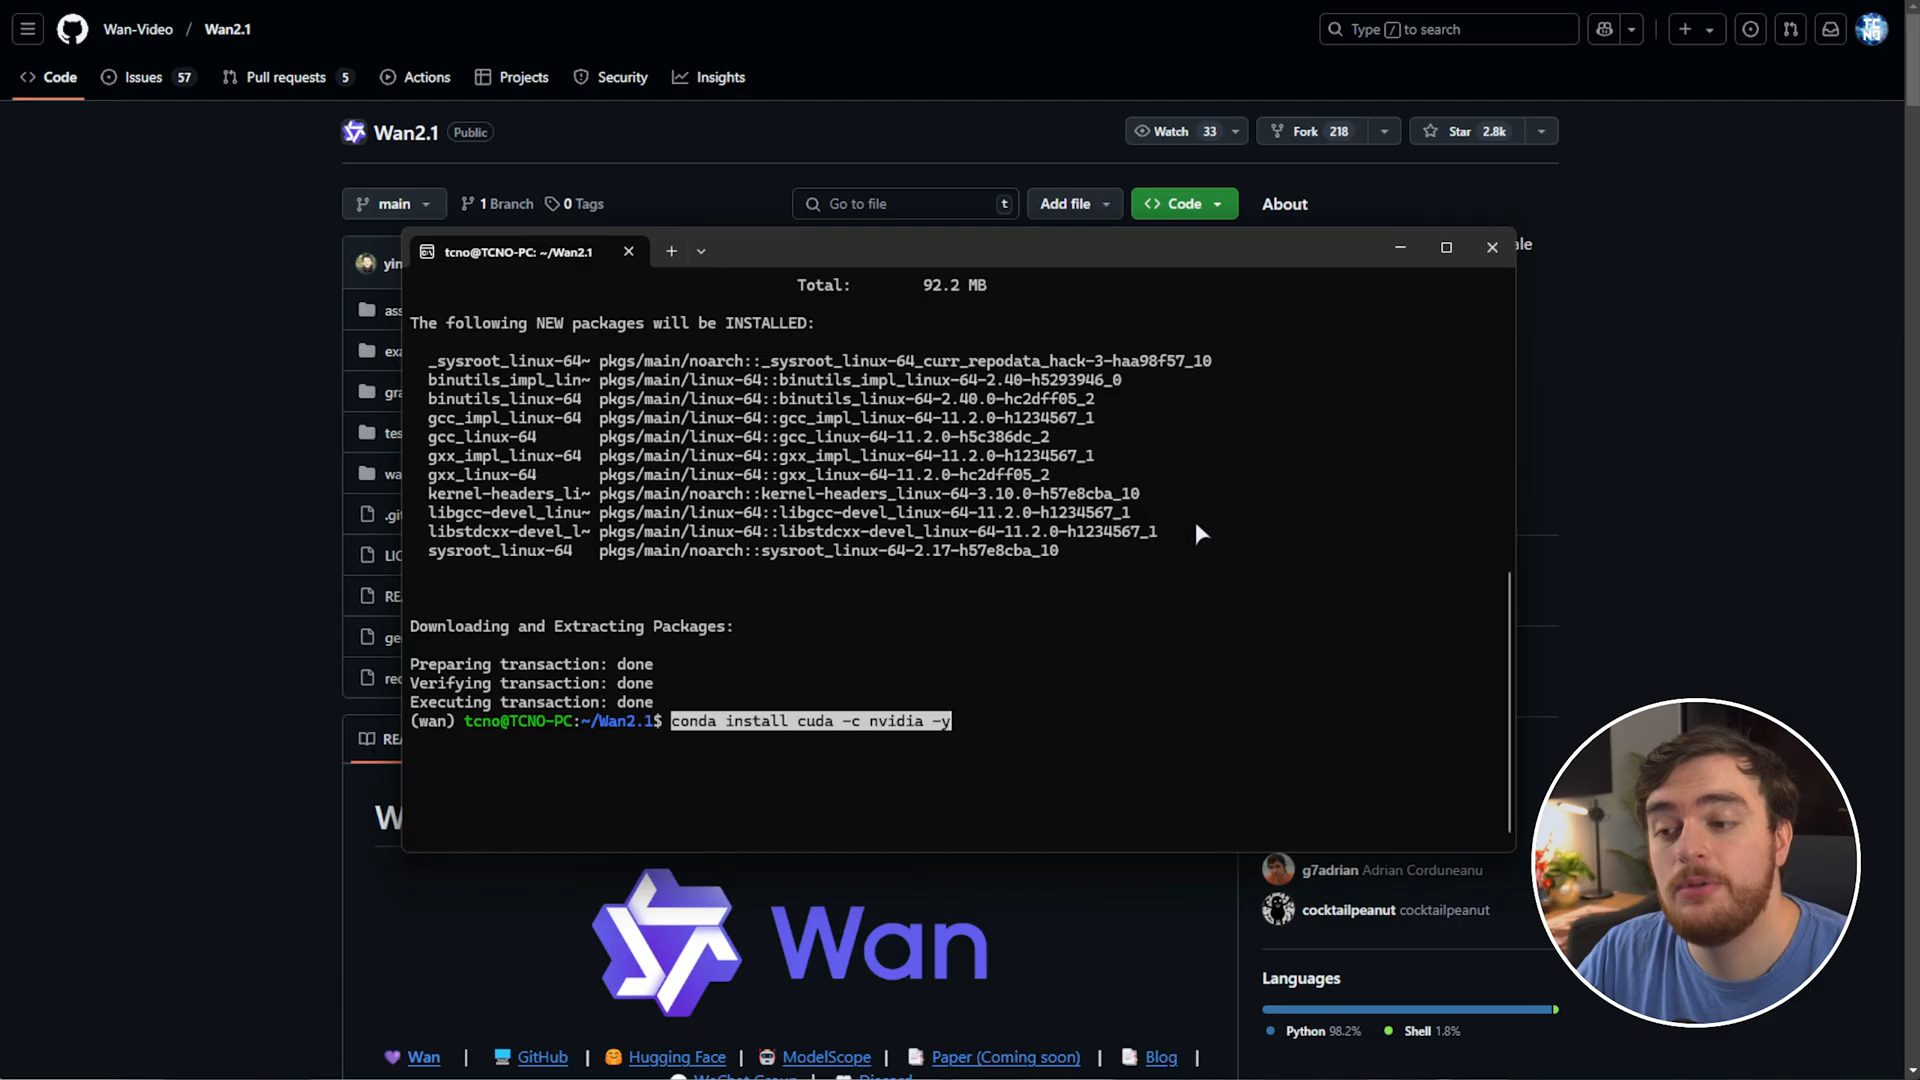 Wan-Video / Wan2.1
Type / to search
Code
Issues 57
Pull requests 5
Actions
Projects
Security
Insights
Wan2.1 Public
Watch 33
Fork 218
Star 2.8k
main
1 Branch
0 Tags
Go to file t
Add file
Code
About
tcno@TCNO-PC: ~/Wan2.1
Total: 92.2 MB
The following NEW packages will be INSTALLED:
_sysroot_linux-64~ pkgs/main/noarch::_sysroot_linux-64_curr_repodata_hack-3-haa98f57_10
binutils_impl_lin~ pkgs/main/linux-64::binutils_impl_linux-64-2.40-h5293946_0
binutils_linux-64 pkgs/main/linux-64::binutils_linux-64-2.40.0-hc2dff05_2
gcc_impl_linux-64 pkgs/main/linux-64::gcc_impl_linux-64-11.2.0-h1234567_1
gcc_linux-64 pkgs/main/linux-64::gcc_linux-64-11.2.0-h5c386dc_2
gxx_impl_linux-64 pkgs/main/linux-64::gxx_impl_linux-64-11.2.0-h1234567_1
gxx_linux-64 pkgs/main/linux-64::gxx_linux-64-11.2.0-hc2dff05_2
kernel-headers_li~ pkgs/main/noarch::kernel-headers_linux-64-3.10.0-h57e8cba_10
libgcc-devel_linu~ pkgs/main/linux-64::libgcc-devel_linux-64-11.2.0-h1234567_1
libstdcxx-devel_l~ pkgs/main/linux-64::libstdcxx-devel_linux-64-11.2.0-h1234567_1
sysroot_linux-64 pkgs/main/noarch::sysroot_linux-64-2.17-h57e8cba_10
Downloading and Extracting Packages:
Preparing transaction: done
Verifying transaction: done
Executing transaction: done
(wan) tcno@TCNO-PC:~/Wan2.1$ conda install cuda -c nvidia -y
g7adrian Adrian Corduneanu
cocktailpeanut cocktailpeanut
Wan
Languages
Python 98.2%
Shell 1.8%
Wan | GitHub | Hugging Face | ModelScope | Paper (Coming soon) | Blog |